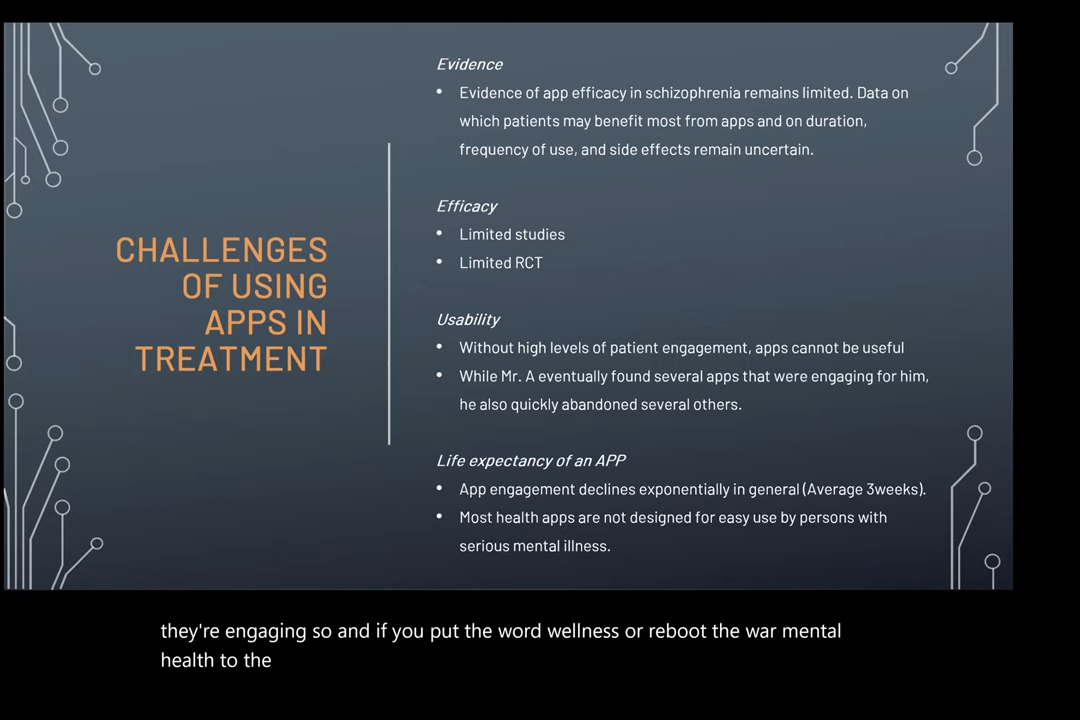 CHALLENGES
OF USING
APPS IN
TREATMENT
Evidence
• Evidence of app efficacy in schizophrenia remains limited. Data on
which patients may benefit most from apps and on duration,
frequency of use, and side effects remain uncertain.
Efficacy
• Limited studies
• Limited RCT
Usability
• Without high levels of patient engagement, apps cannot be useful
• While Mr. A eventually found several apps that were engaging for him,
he also quickly abandoned several others.
Life expectancy of an APP
• App engagement declines exponentially in general (Average 3weeks).
• Most health apps are not designed for easy use by persons with
serious mental illness.
they're engaging so and if you put the word wellness or reboot the war mental
health to the